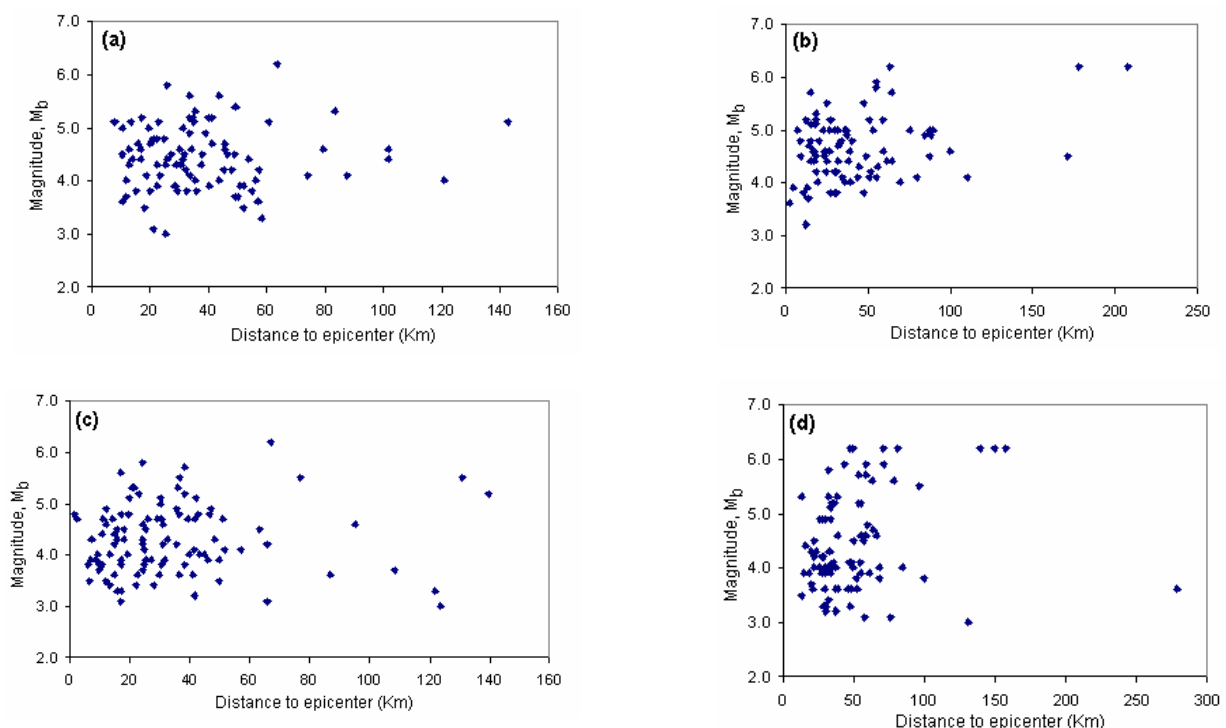 (a)
7.0
6.0
5.0
4.0
3.0
2.0
Magnitude, Mb
0 20 40 60 80 100 120 140 160
Distance to epicenter (Km)
(b)
7.0
6.0
5.0
4.0
3.0
2.0
Magnitude, Mb
0 50 100 150 200 250
Distance to epicenter (Km)
(c)
7.0
6.0
5.0
4.0
3.0
2.0
Magnitude, Mb
0 20 40 60 80 100 120 140 160
Distance to epicenter (Km)
(d)
7.0
6.0
5.0
4.0
3.0
2.0
Magnitude, Mb
0 50 100 150 200 250 300
Distance to epicenter (Km)